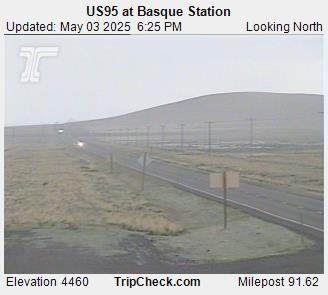 US95 at Basque Station
Updated: May 03 2025 6:25 PM Looking North
Elevation 4460 TripCheck.com Milepost 91.62